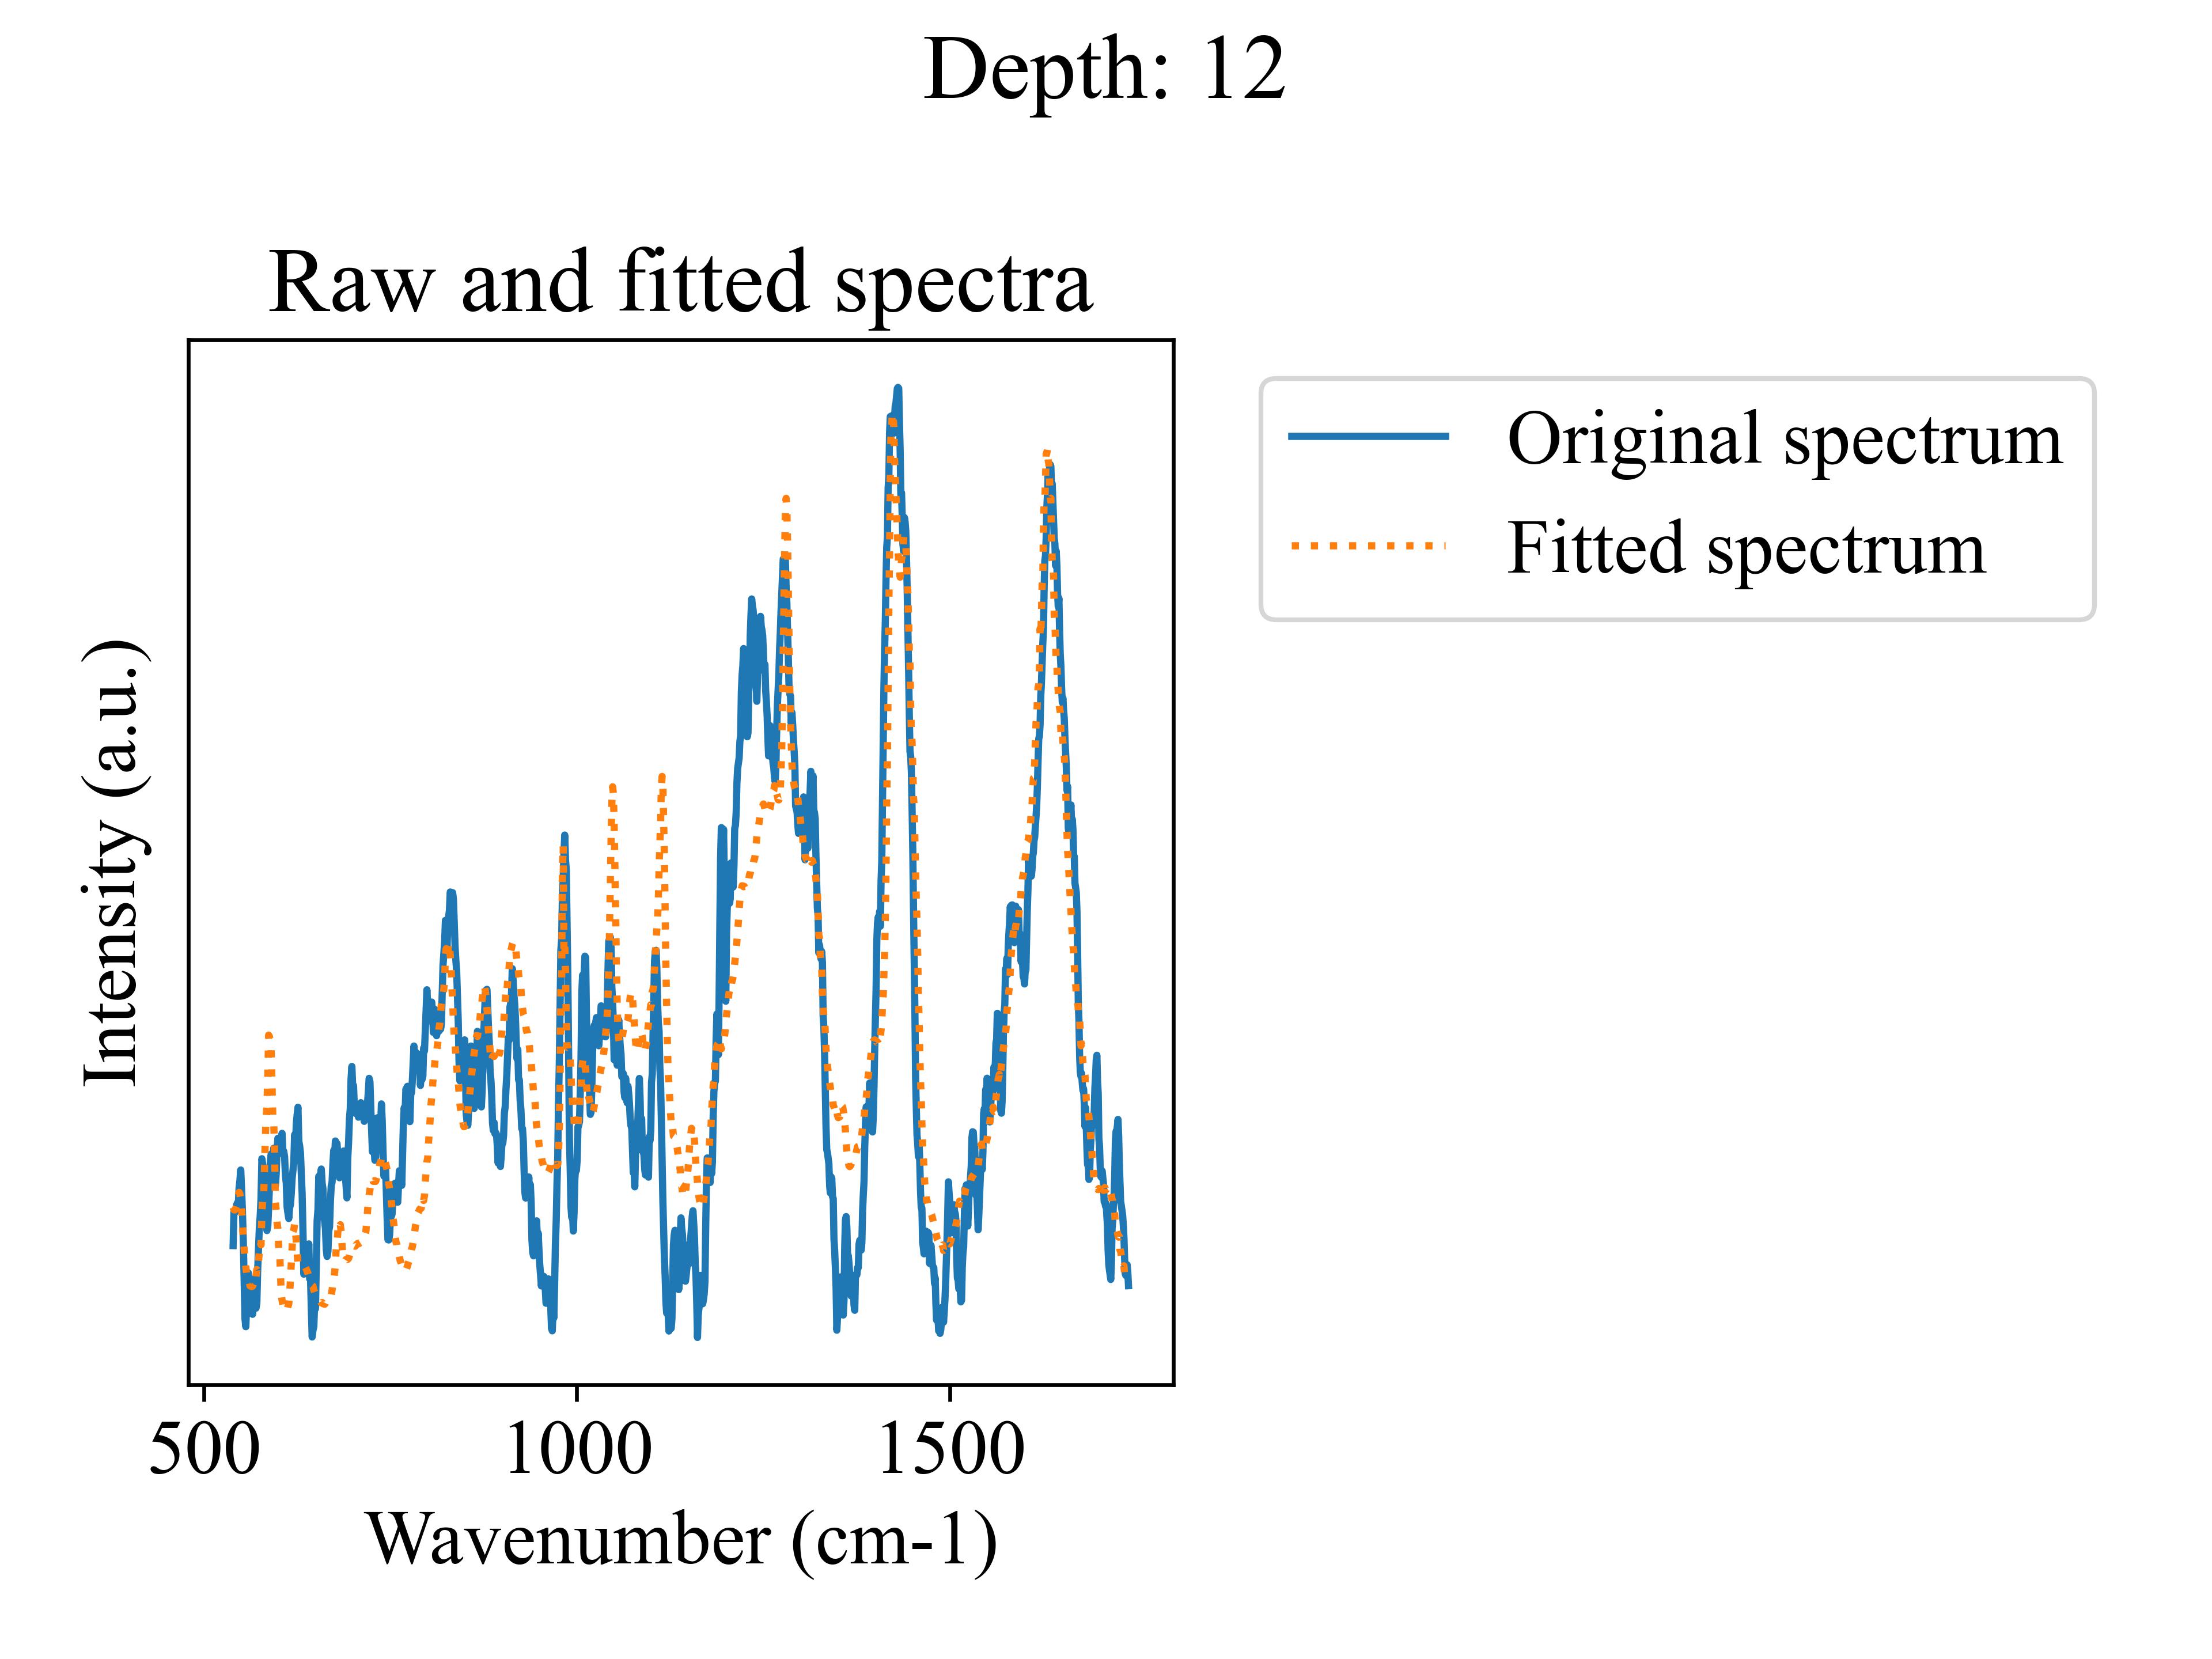 Depth: 12
Raw and fitted spectra
Original spectrum
Fitted spectrum
Intensity (a.u.)
500 1000 1500
Wavenumber (cm-1)